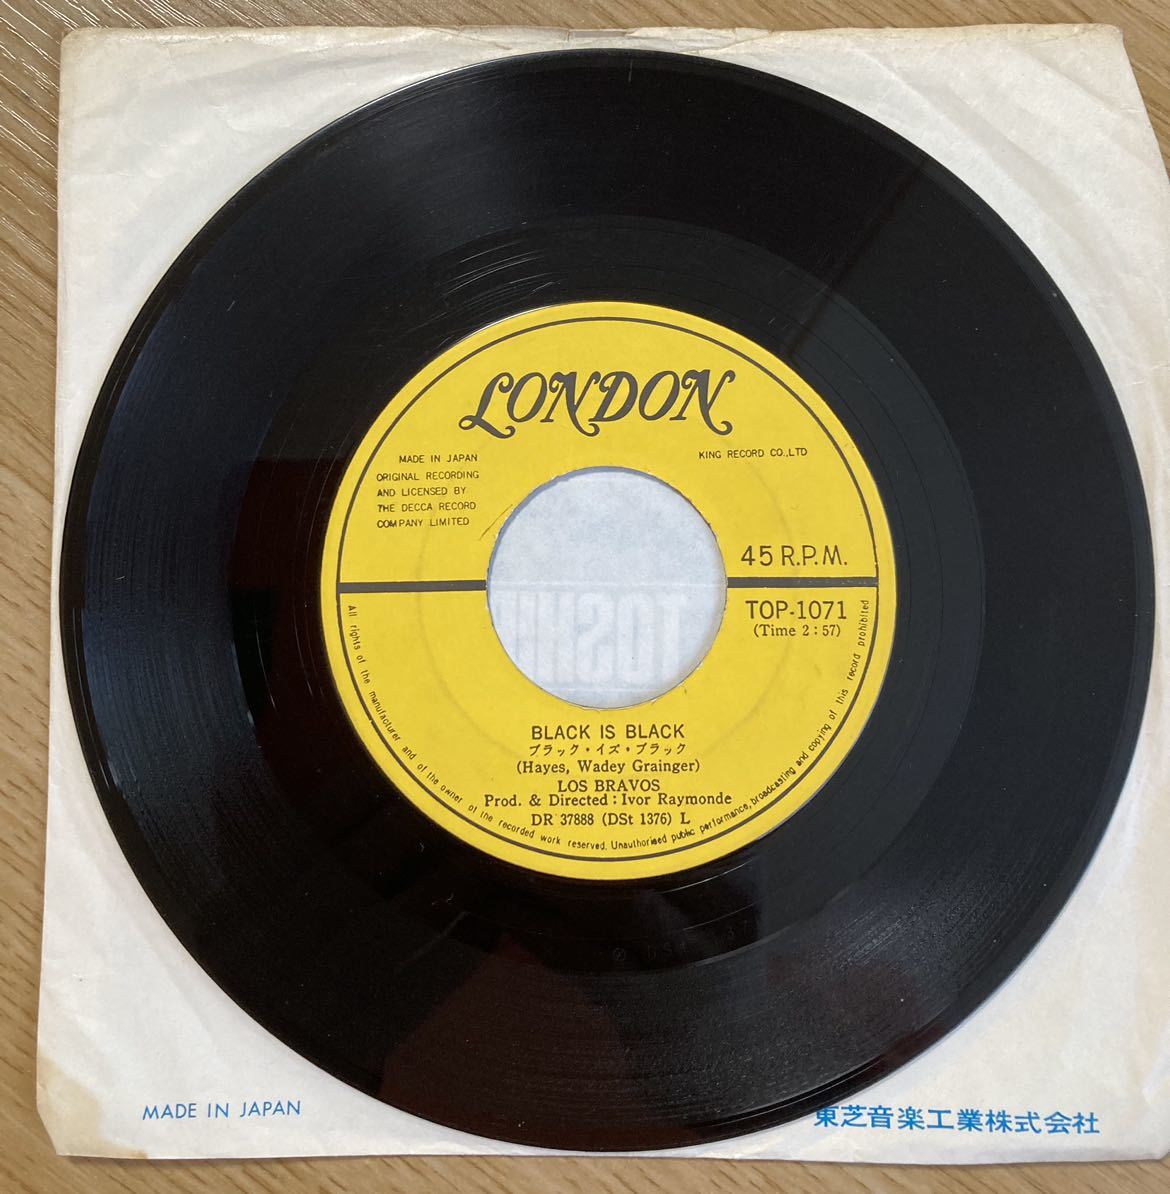 LONDON
MADE IN JAPAN
KING RECORD CO.,LTD
ORIGINAL RECORDING
AND LICENSED BY
THE DECCA RECORD
COMPANY LIMITED
45 R.P.M.
TOP-1071
(Time 2:57)
BLACK IS BLACK
ブラック・イズ・ブラック
(Hayes, Wadey Grainger)
LOS BRAVOS
Prod. & Directed : Ivor Raymonde
DR 37888 (DSt 1376) L
All rights of the manufacturer and of the owner of the recorded work reserved. Unauthorised public performance, broadcasting and copying of this record prohibited
MADE IN JAPAN
東芝音楽工業株式会社